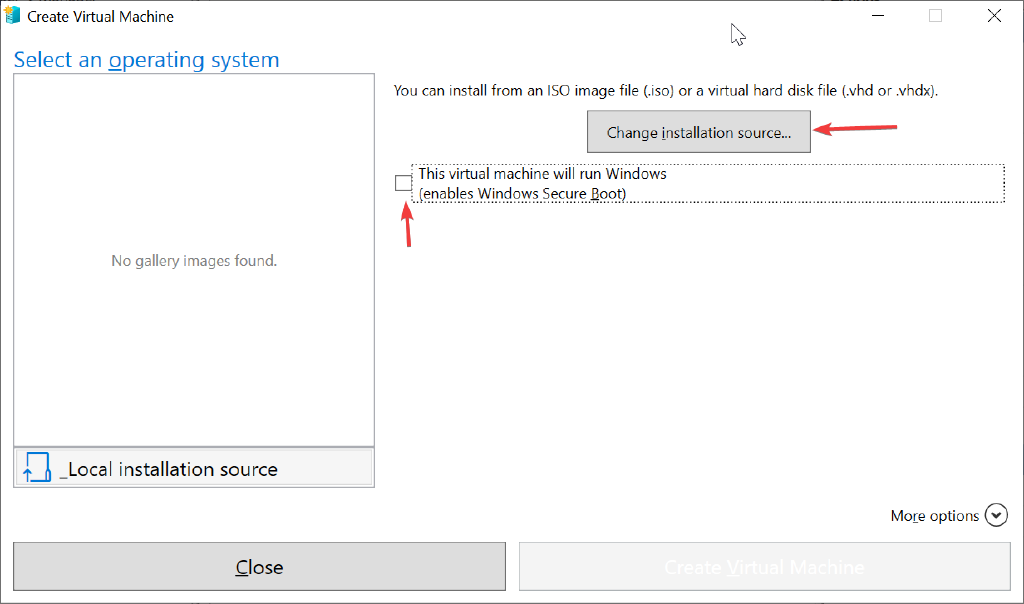 Create Virtual Machine
Select an operating system
You can install from an ISO image file (.iso) or a virtual hard disk file (.vhd or .vhdx).
Change installation source...
This virtual machine will run Windows
(enables Windows Secure Boot)
No gallery images found.
_Local installation source
More options
Close
Create Virtual Machine